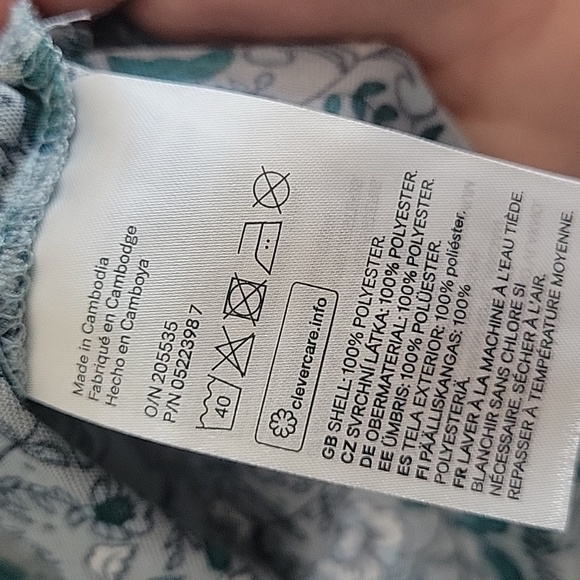 Made in Cambodia
Fabriqué en Cambodge
Hecho en Camboya
O/N 205535
P/N 05223987
40
clevercare.info
GB SHELL: 100% POLYESTER.
CZ SVRCHNI LÁTKA: 100% POLYESTER.
DE OBERMATERIAL: 100% POLYESTER.
EE ÜMBRIS: 100% POLÜESTER.
ES TELA EXTERIOR: 100% poliéster.
FI PÄÄLLISKANGAS: 100%
POLYESTERIÄ.
FR LAVER À LA MACHINE À L'EAU TIÈDE.
BLANCHIR SANS CHLORE SI
NÉCESSAIRE. SÉCHER À L'AIR.
REPASSER À TEMPÉRATURE MOYENNE.